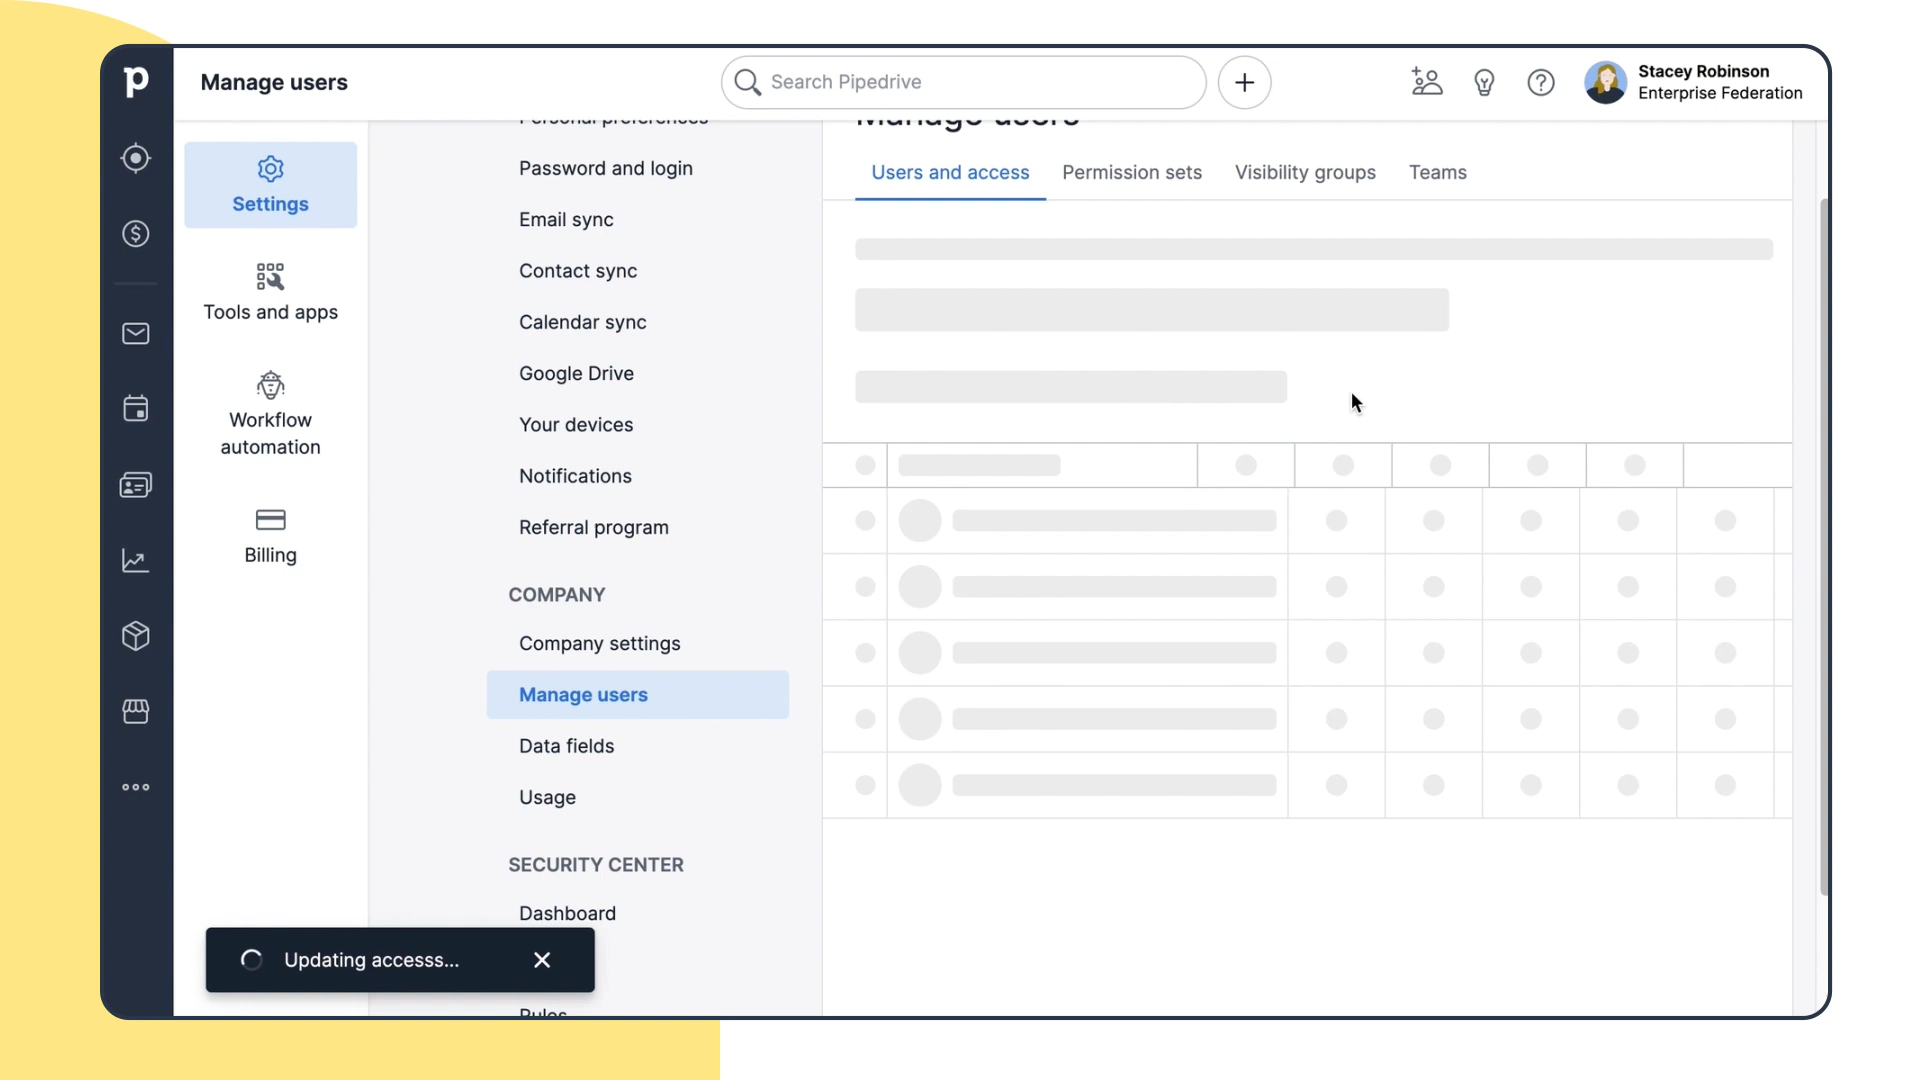 Manage users
Search Pipedrive
Stacey Robinson
Enterprise Federation
Settings
Tools and apps
Workflow
automation
Billing
Personal preferences
Password and login
Email sync
Contact sync
Calendar sync
Google Drive
Your devices
Notifications
Referral program
COMPANY
Company settings
Manage users
Data fields
Usage
SECURITY CENTER
Dashboard
Rules
Manage users
Users and access
Permission sets
Visibility groups
Teams
Updating accesss...